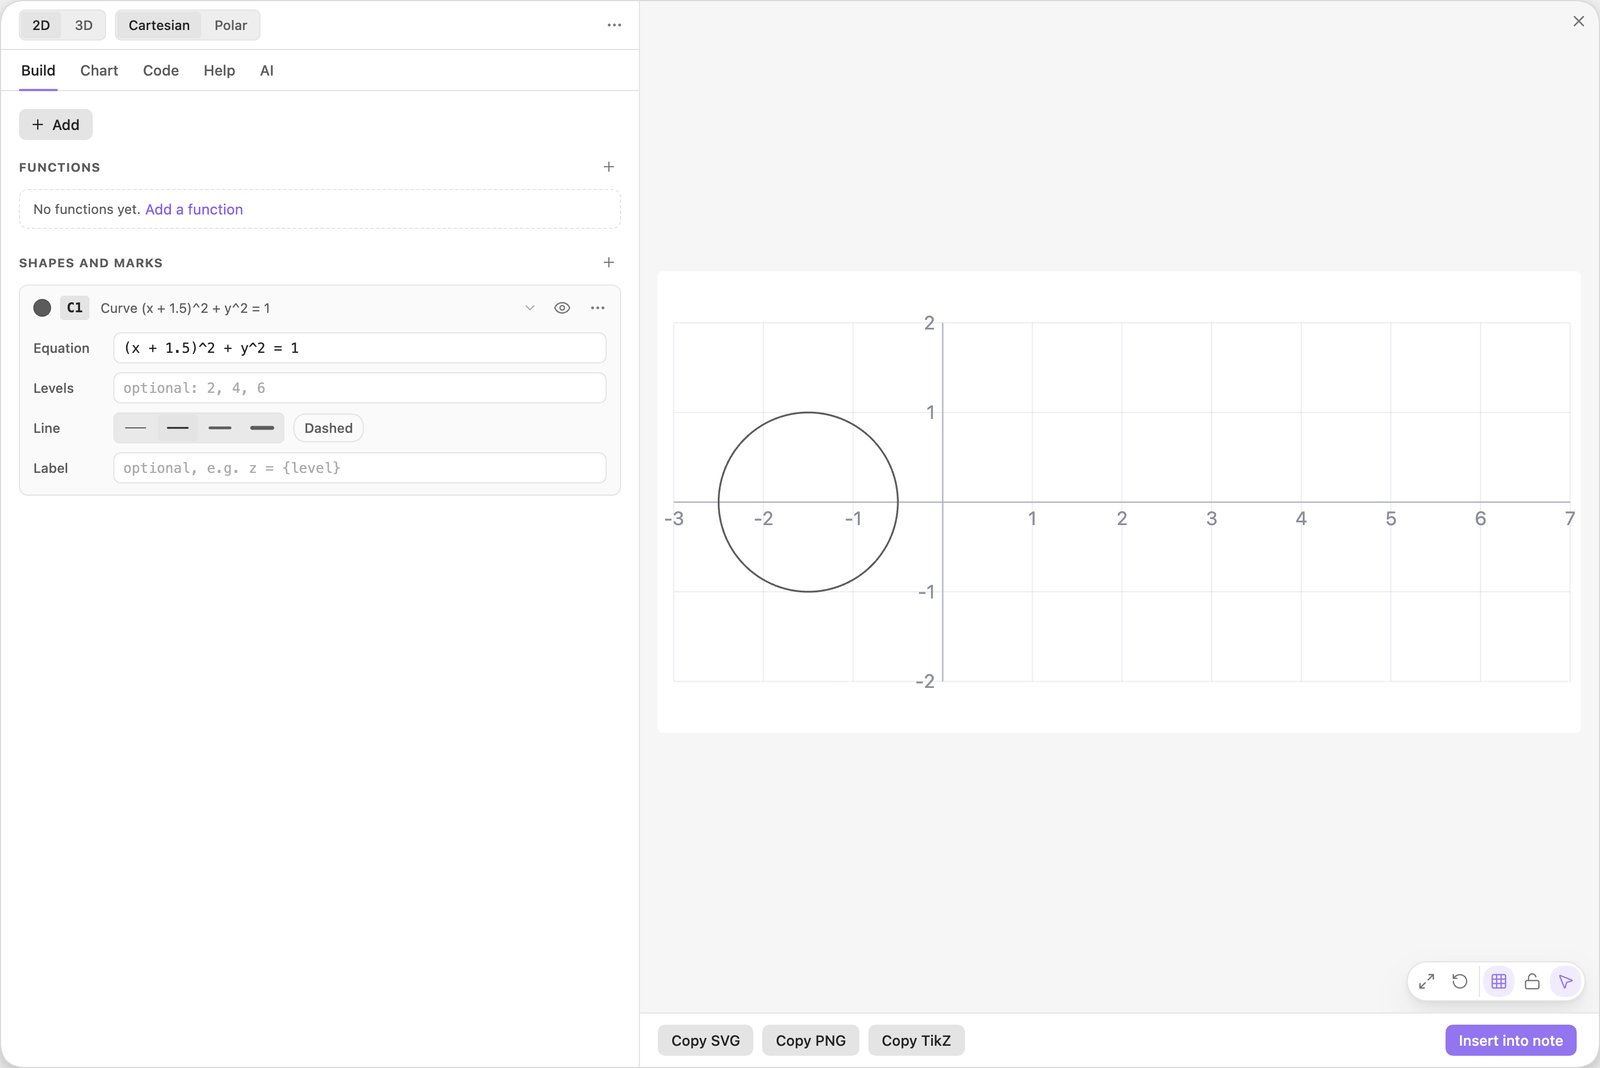 2D 3D Cartesian Polar
Build Chart Code Help AI
+ Add
FUNCTIONS
No functions yet. Add a function
SHAPES AND MARKS
C1 Curve (x + 1.5)^2 + y^2 = 1
Equation (x + 1.5)^2 + y^2 = 1
Levels optional: 2, 4, 6
Line Dashed
Label optional, e.g. z = {level}
2
1
-3 -2 -1 1 2 3 4 5 6 7
-1
-2
Copy SVG Copy PNG Copy TikZ Insert into note